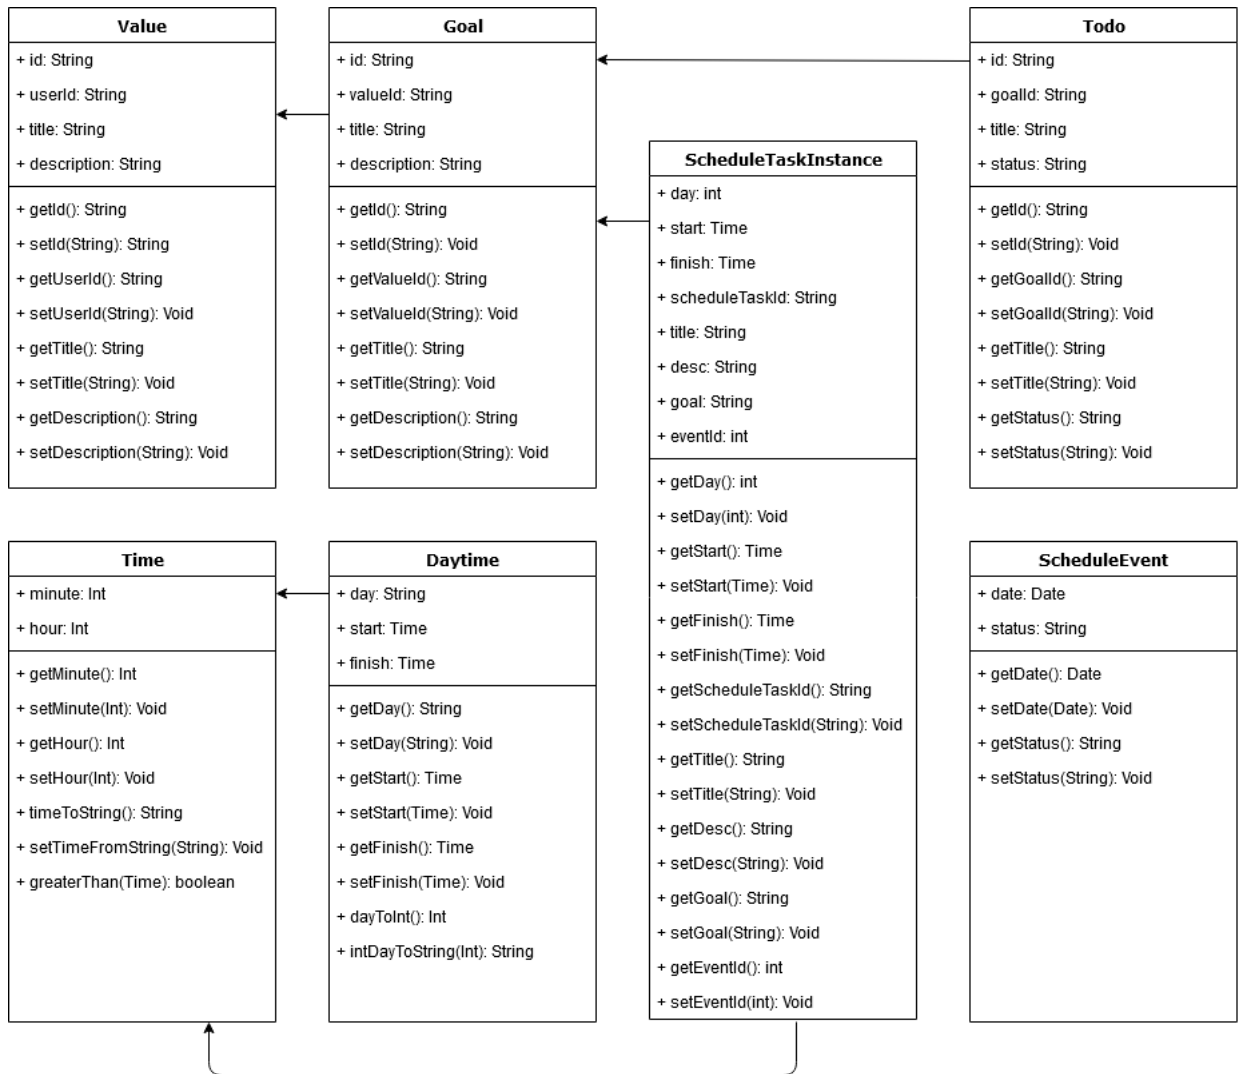 Value
+ id: String
+ userId: String
+ title: String
+ description: String
+ getId(): String
+ setId(String): String
+ getUserId(): String
+ setUserId(String): Void
+ getTitle(): String
+ setTitle(String): Void
+ getDescription(): String
+ setDescription(String): Void
Goal
+ id: String
+ valueId: String
+ title: String
+ description: String
+ getId(): String
+ setId(String): Void
+ getValueId(): String
+ setValueId(String): Void
+ getTitle(): String
+ setTitle(String): Void
+ getDescription(): String
+ setDescription(String): Void
ScheduleTaskInstance
+ day: int
+ start: Time
+ finish: Time
+ scheduleTaskId: String
+ title: String
+ desc: String
+ goal: String
+ eventId: int
+ getDay(): int
+ setDay(int): Void
+ getStart(): Time
+ setStart(Time): Void
+ getFinish(): Time
+ setFinish(Time): Void
+ getScheduleTaskId(): String
+ setScheduleTaskId(String): Void
+ getTitle(): String
+ setTitle(String): Void
+ getDesc(): String
+ setDesc(String): Void
+ getGoal(): String
+ setGoal(String): Void
+ getEventId(): int
+ setEventId(int): Void
Todo
+ id: String
+ goalId: String
+ title: String
+ status: String
+ getId(): String
+ setId(String): Void
+ getGoalId(): String
+ setGoalId(String): Void
+ getTitle(): String
+ setTitle(String): Void
+ getStatus(): String
+ setStatus(String): Void
Time
+ minute: Int
+ hour: Int
+ getMinute(): Int
+ setMinute(Int): Void
+ getHour(): Int
+ setHour(Int): Void
+ timeToString(): String
+ setTimeFromString(String): Void
+ greaterThan(Time): boolean
Daytime
+ day: String
+ start: Time
+ finish: Time
+ getDay(): String
+ setDay(String): Void
+ getStart(): Time
+ setStart(Time): Void
+ getFinish(): Time
+ setFinish(Time): Void
+ dayToInt(): Int
+ intDayToString(Int): String
ScheduleEvent
+ date: Date
+ status: String
+ getDate(): Date
+ setDate(Date): Void
+ getStatus(): String
+ setStatus(String): Void